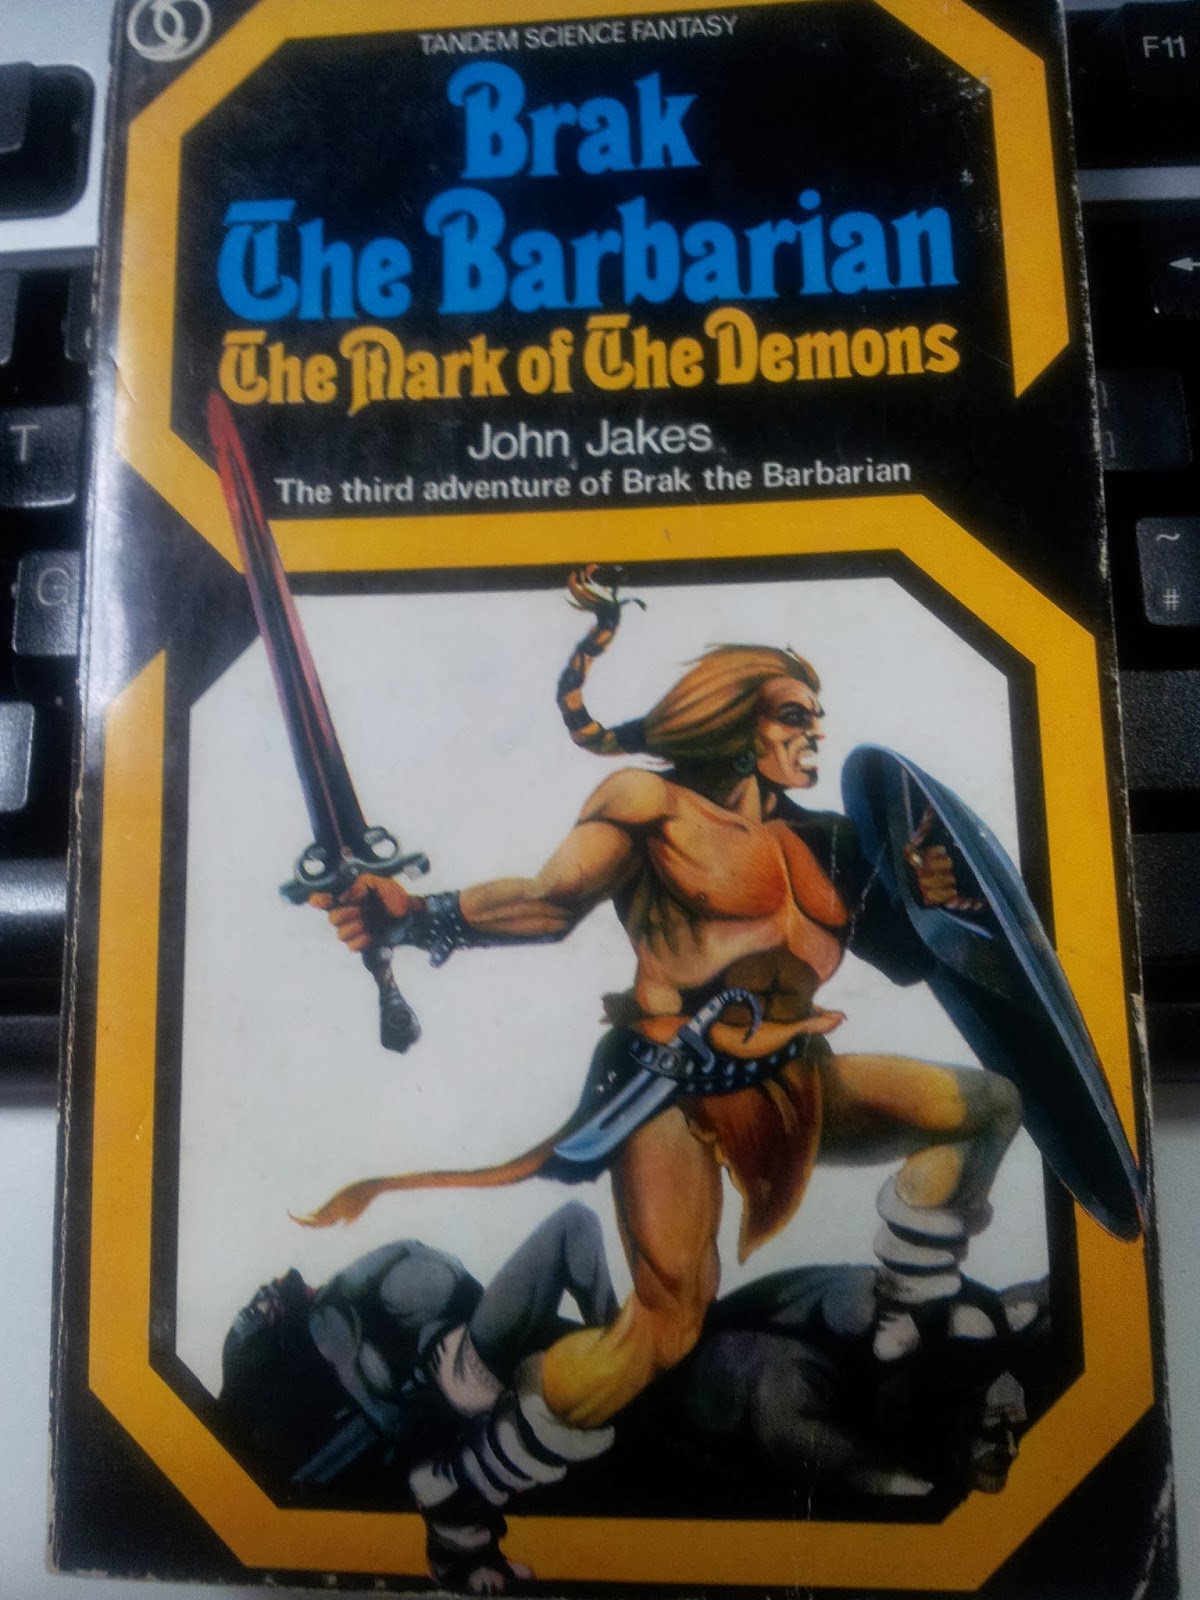 TANDEM SCIENCE FANTASY
Brak
The Barbarian
The Mark of The Demons
John Jakes
The third adventure of Brak the Barbarian
F11
←
T
G
~
#